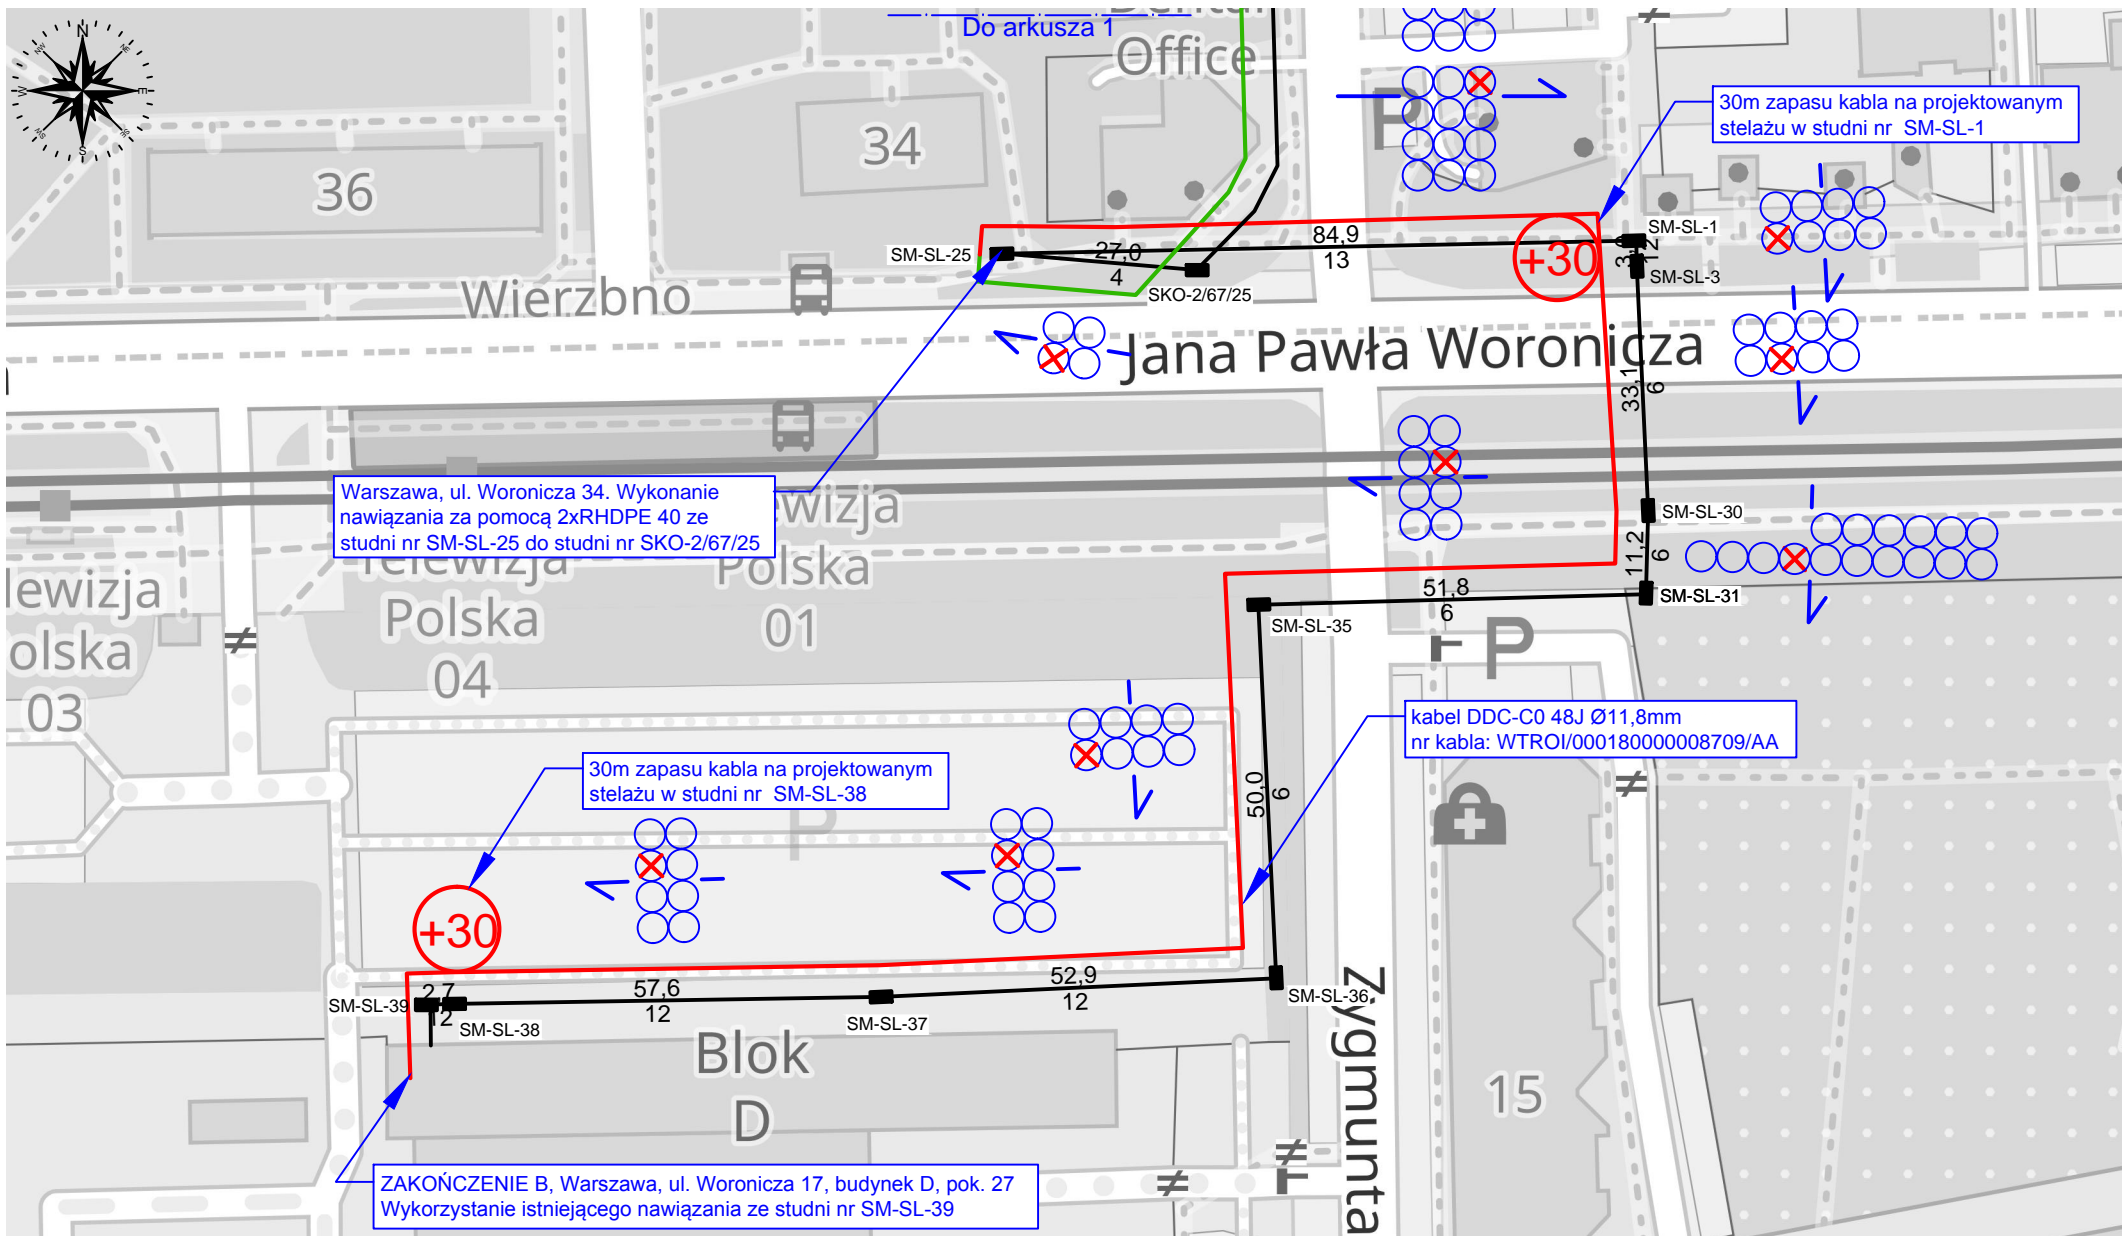 Do arkusza 1
Dental
Office
N
NE
E
SE
S
SW
W
NW
36
34
P
30m zapasu kabla na projektowanym
stelażu w studni nr SM-SL-1
SM-SL-25
27,0
4
84,9
13
+30
SM-SL-1
12
SM-SL-3
SKO-2/67/25
Wierzbno
Jana Pawła Woronicza
33,1
6
Warszawa, ul. Woronicza 34. Wykonanie
nawiązania za pomocą 2xRHDPE 40 ze
studni nr SM-SL-25 do studni nr SKO-2/67/25
ewizja
Polska
01
Telewizja
Polska
04
lewizja
olska
03
SM-SL-30
11,2
6
SM-SL-31
51,8
6
SM-SL-35
P
kabel DDC-C0 48J Ø11,8mm
nr kabla: WTROI/000180000008709/AA
50,0
6
30m zapasu kabla na projektowanym
stelażu w studni nr SM-SL-38
P
+30
SM-SL-39
2,7
12
SM-SL-38
57,6
12
SM-SL-37
52,9
12
SM-SL-36
Blok
D
Zygmunta
15
ZAKOŃCZENIE B, Warszawa, ul. Woronicza 17, budynek D, pok. 27
Wykorzystanie istniejącego nawiązania ze studni nr SM-SL-39